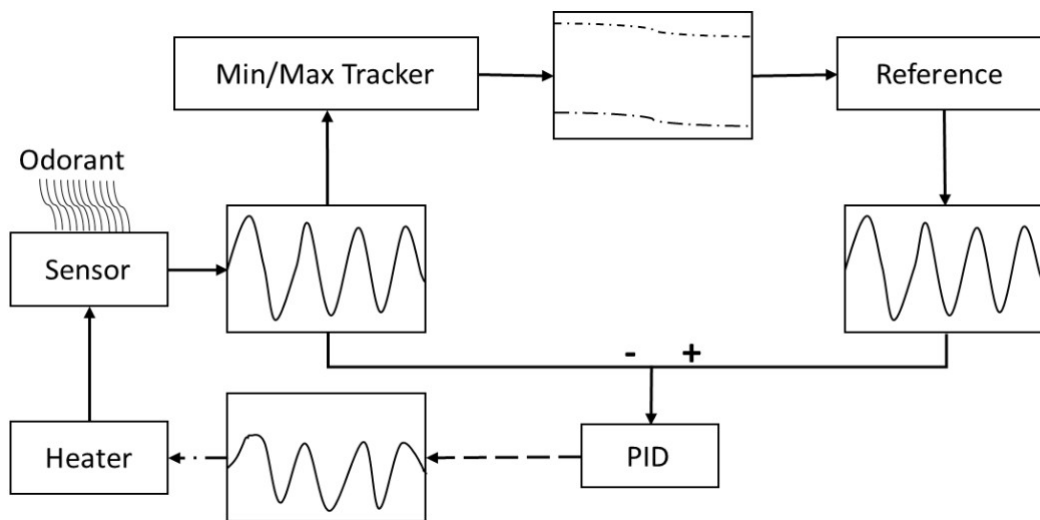 Min/Max Tracker
Reference
Odorant
Sensor
- +
Heater
PID